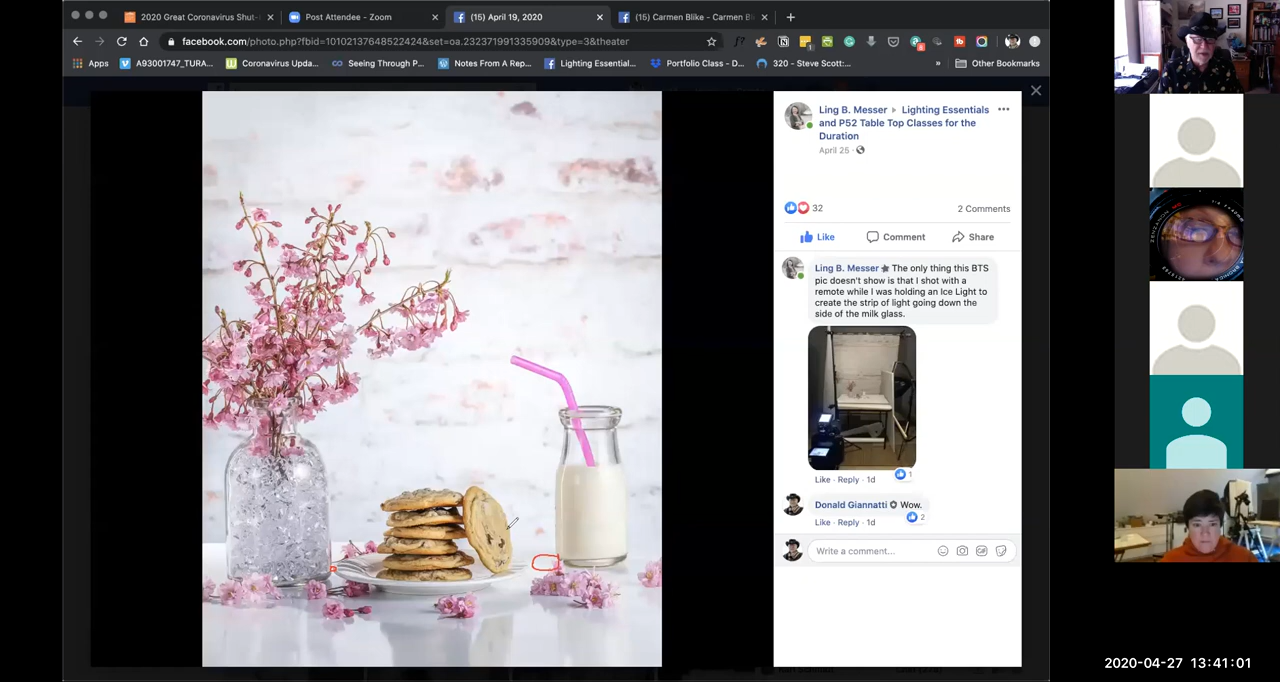 2020 Great Coronavirus Shut-
Post Attendee - Zoom
(15) April 19, 2020
(15) Carmen Blike - Carmen Bl
facebook.com/photo.php?fbid=10102137648522424&set=oa.232371991335909&type=3&theater
Apps
A93001747_TURA...
Coronavirus Upda...
Seeing Through P...
Notes From A Rep...
Lighting Essential...
Portfolio Class - D...
320 - Steve Scott:...
»
Other Bookmarks
Ling B. Messer ▸ Lighting Essentials
and P52 Table Top Classes for the
Duration
April 25 ·
32
2 Comments
Like
Comment
Share
Ling B. Messer The only thing this BTS
pic doesn't show is that I shot with a
remote while I was holding an Ice Light to
create the strip of light going down the
side of the milk glass.
1
Like · Reply · 1d
Donald Giannatti Wow.
2
Like · Reply · 1d
Write a comment...
2020-04-27 13:41:01